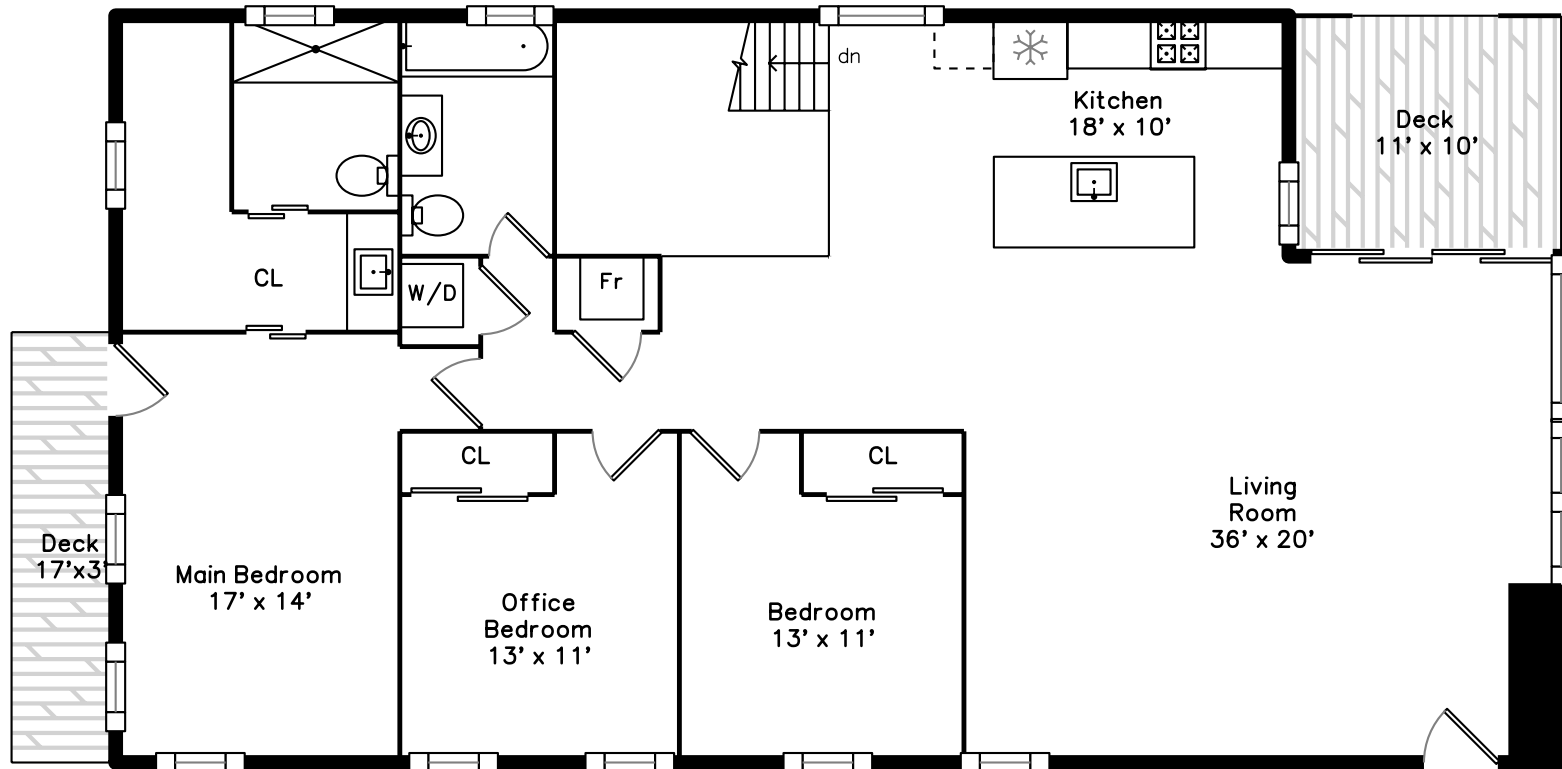 dn
Kitchen
18' x 10'
Deck
11' x 10'
CL
W/D
Fr
CL
CL
Living
Room
36' x 20'
Deck
17'x3'
Main Bedroom
17' x 14'
Office
Bedroom
13' x 11'
Bedroom
13' x 11'